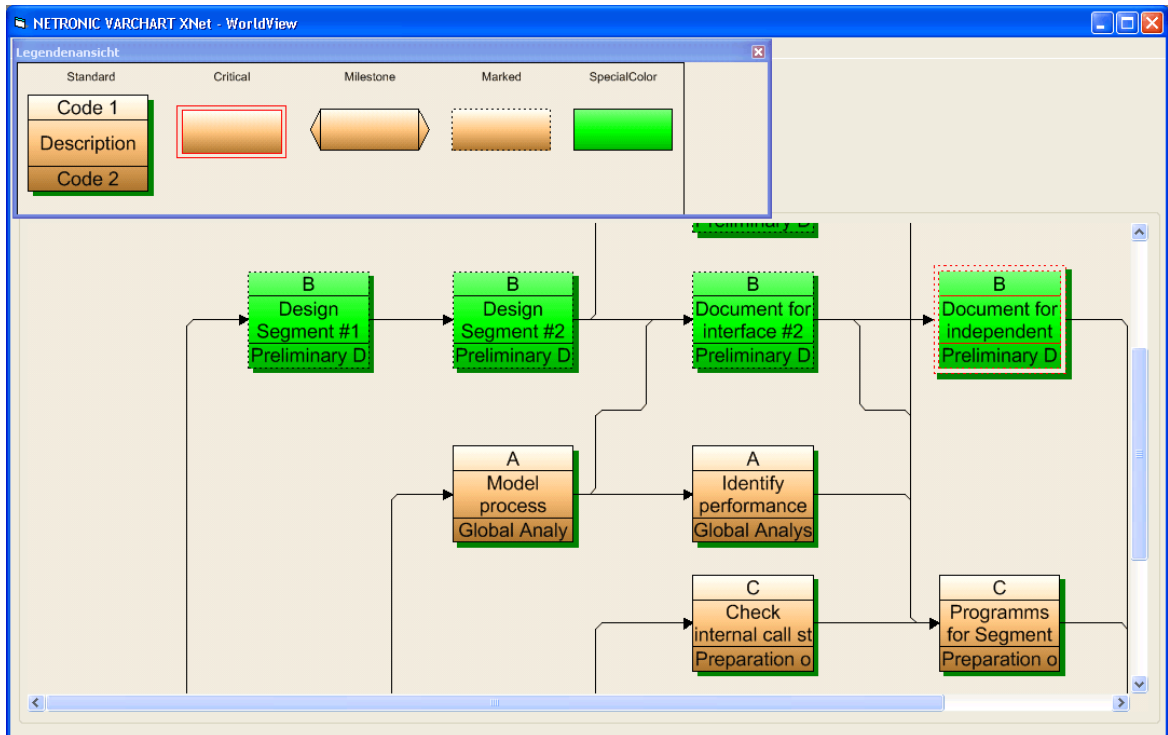 NETRONIC VARCHART XNet - WorldView
Legendenansicht
Standard Critical Milestone Marked SpecialColor
Code 1
Description
Code 2
Preliminary D
B
Design
Segment #1
Preliminary D
B
Design
Segment #2
Preliminary D
B
Document for
interface #2
Preliminary D
B
Document for
independent
Preliminary D
A
Model
process
Global Analy
A
Identify
performance
Global Analys
C
Check
internal call st
Preparation o
C
Programms
for Segment
Preparation o